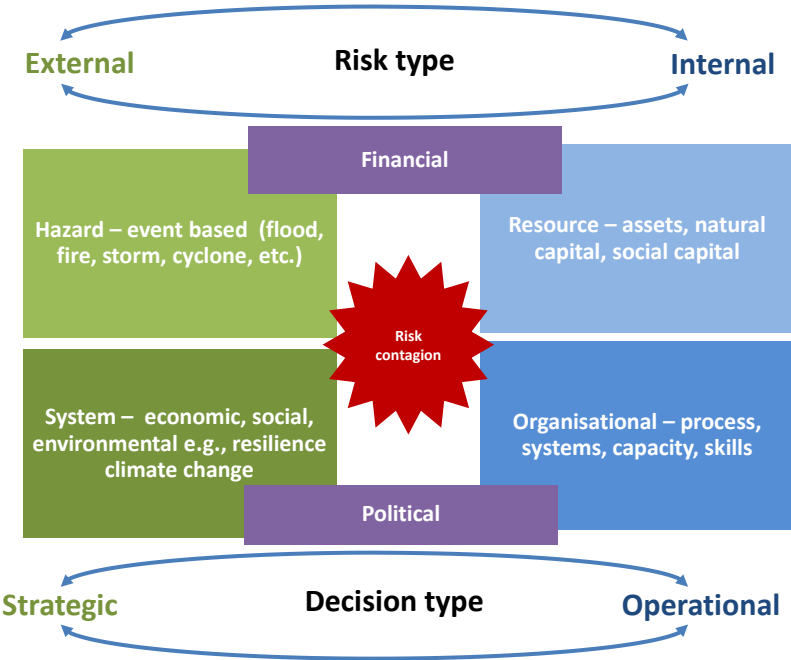 External
Risk type
Internal
Financial
Hazard – event based  (flood,
fire, storm, cyclone, etc.)
Resource – assets, natural
capital, social capital
Risk
contagion
System –  economic, social,
environmental e.g., resilience
climate change
Organisational – process,
systems, capacity, skills
Political
Strategic
Decision type
Operational